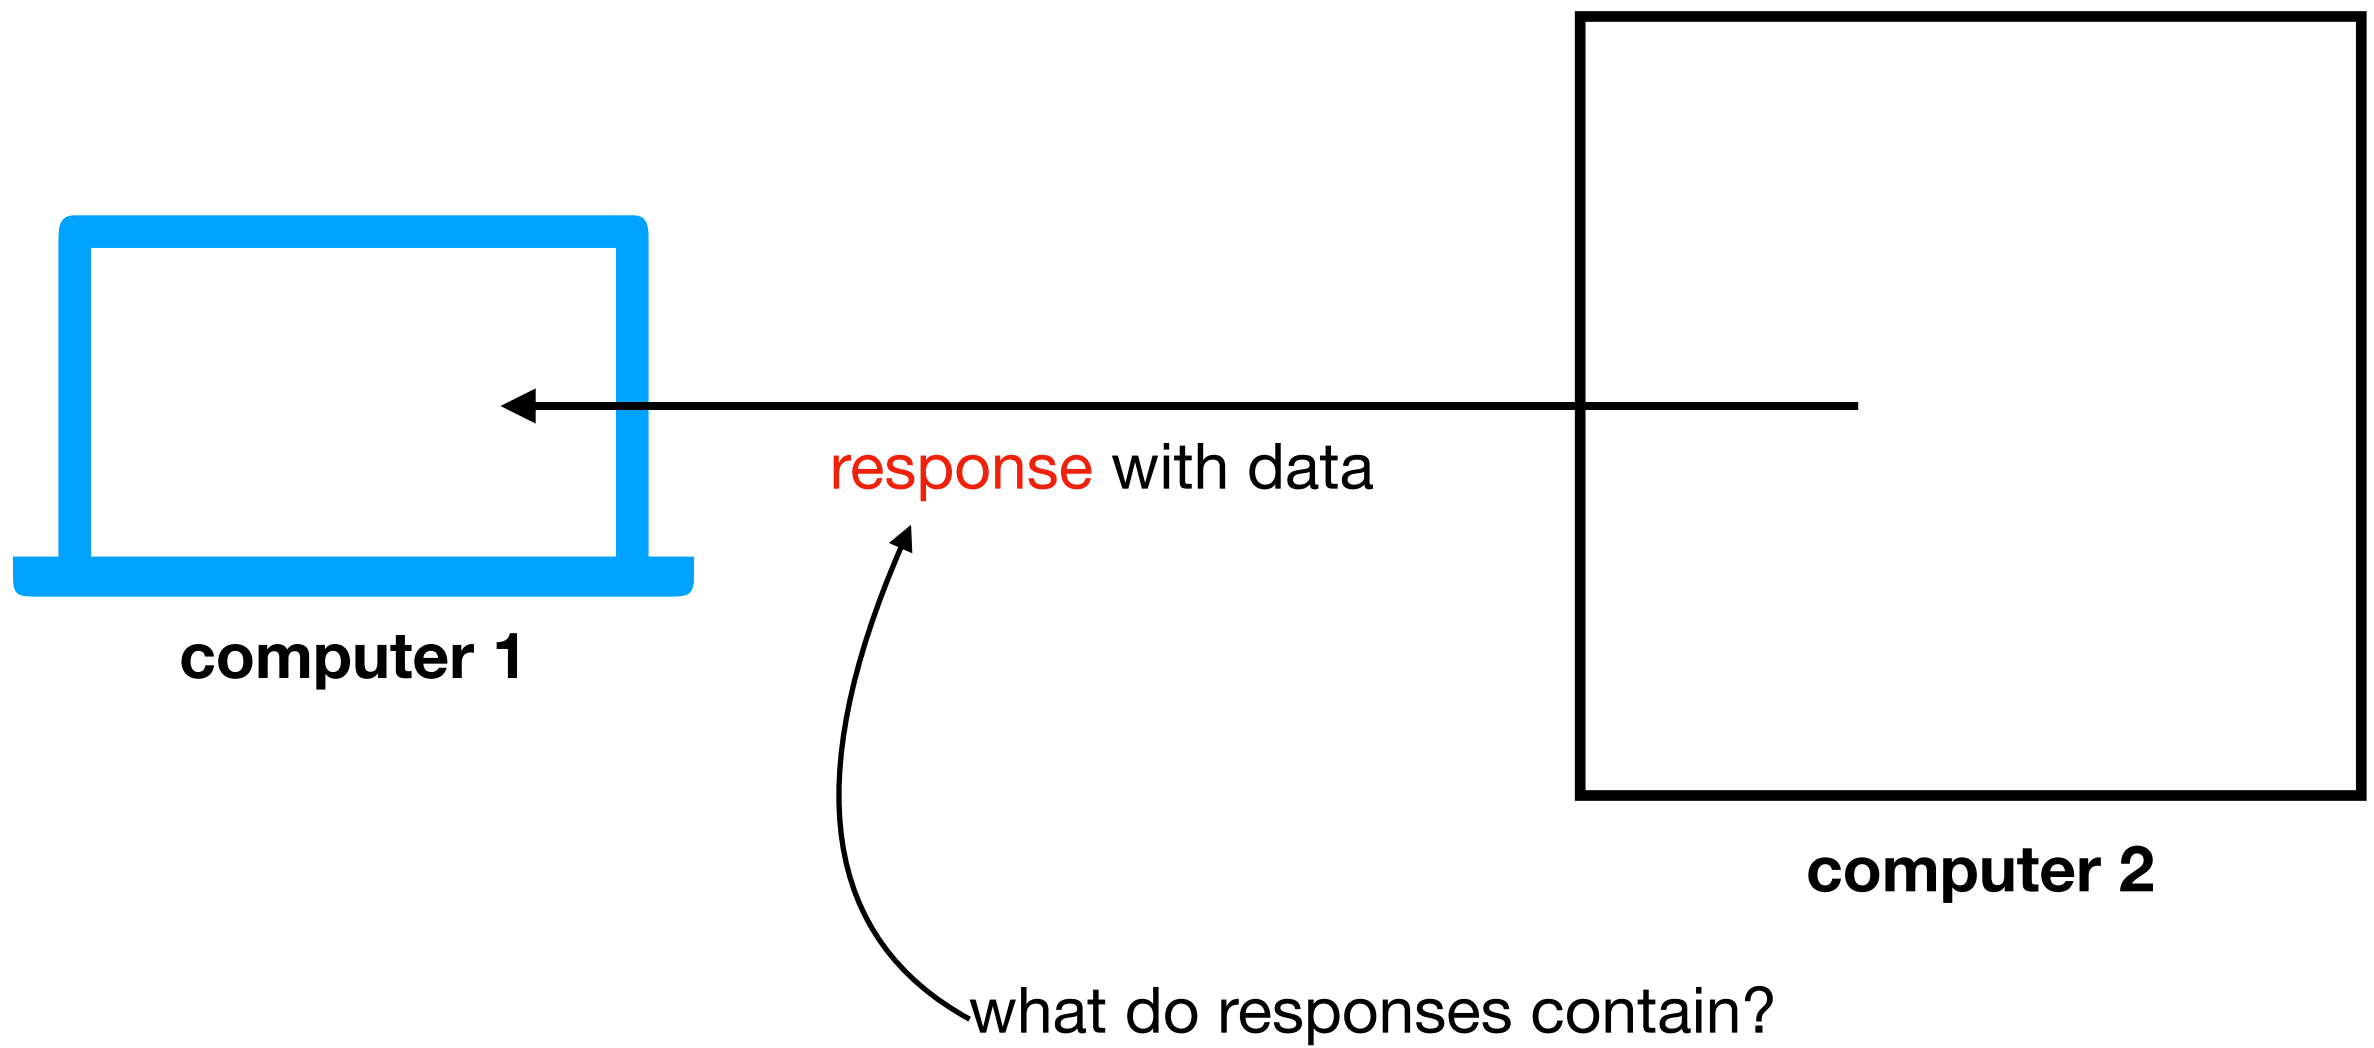 response with data
computer 1
computer 2
what do responses contain?